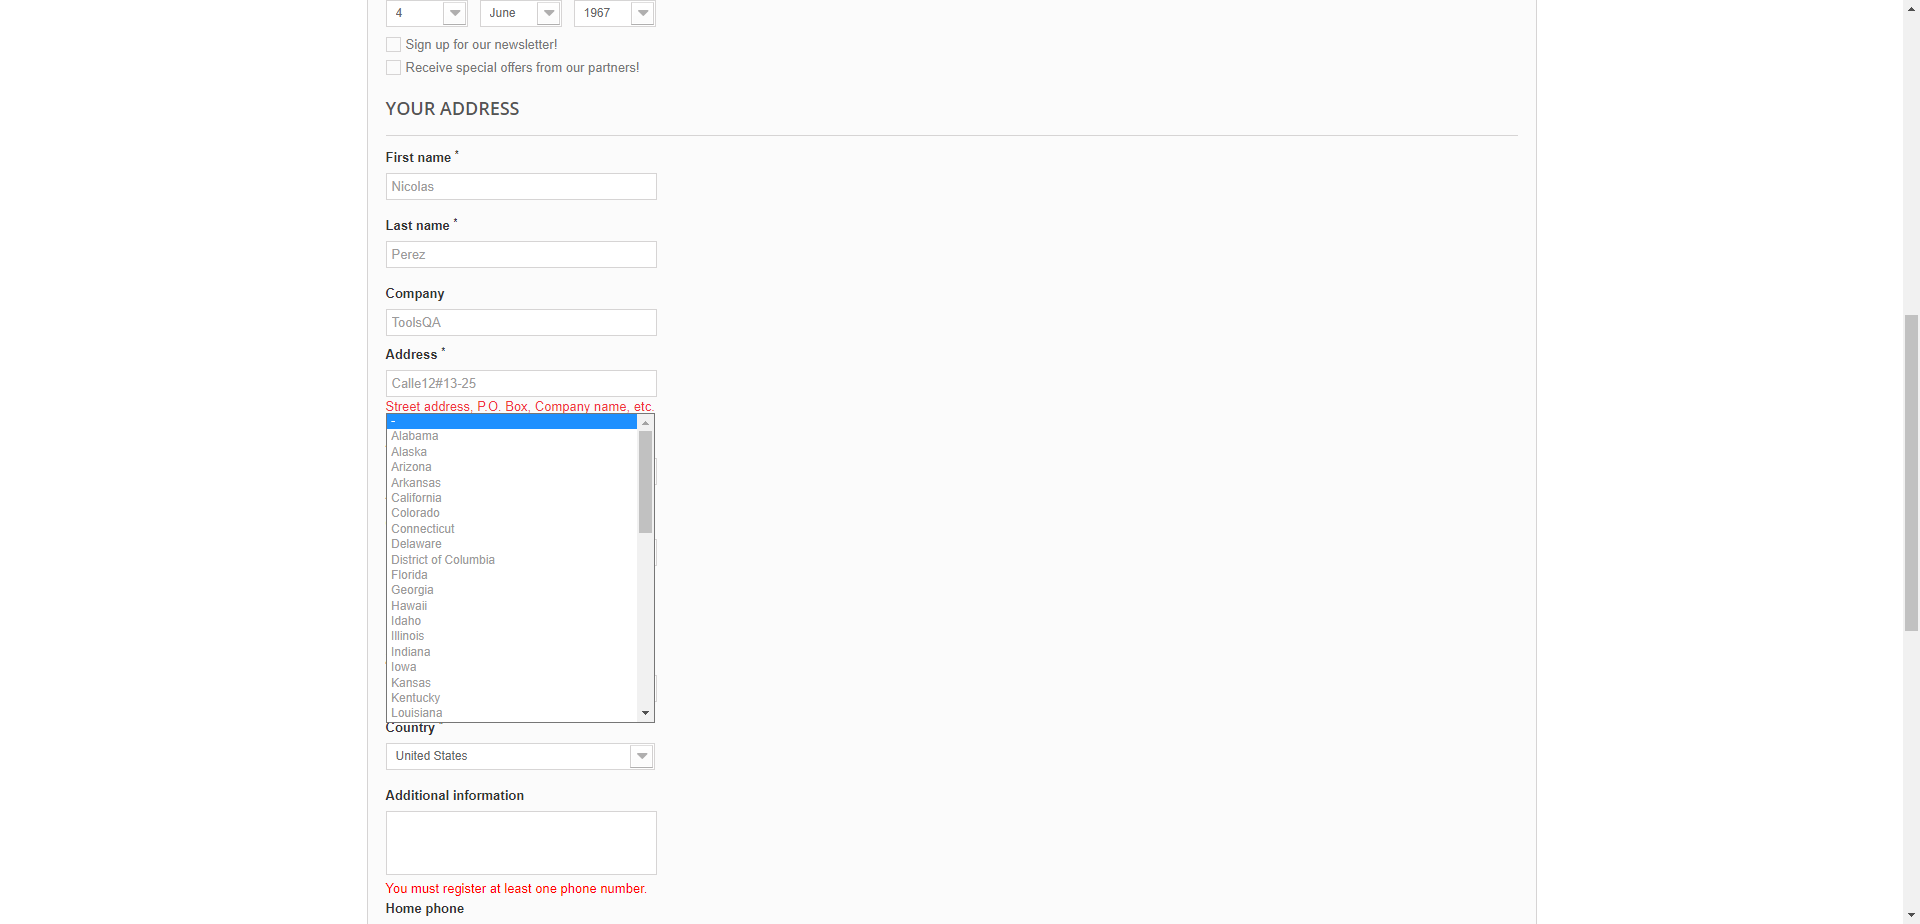 4 June 1967
Sign up for our newsletter!
Receive special offers from our partners!
YOUR ADDRESS
First name *
Nicolas
Last name *
Perez
Company
ToolsQA
Address *
Calle12#13-25
Street address, P.O. Box, Company name, etc.
-
Alabama
Alaska
Arizona
Arkansas
California
Colorado
Connecticut
Delaware
District of Columbia
Florida
Georgia
Hawaii
Idaho
Illinois
Indiana
Iowa
Kansas
Kentucky
Louisiana
Country *
United States
Additional information
You must register at least one phone number.
Home phone